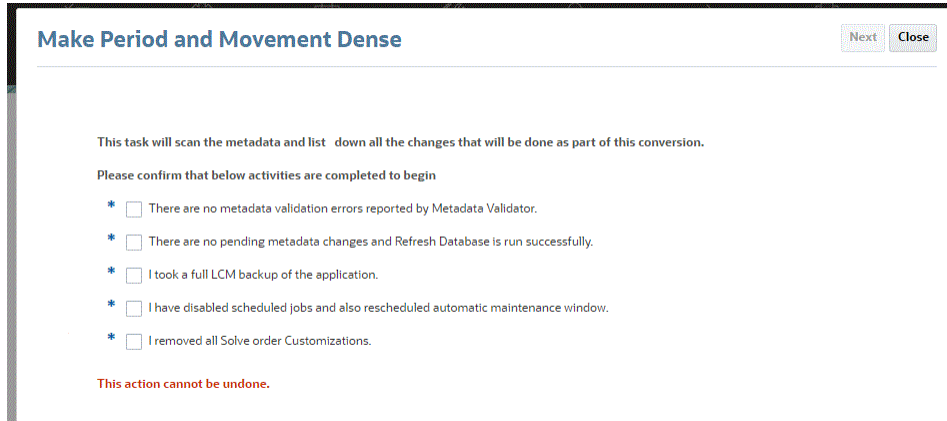 Make Period and Movement Dense
Next
Close
This task will scan the metadata and list down all the changes that will be done as part of this conversion.
Please confirm that below activities are completed to begin
* There are no metadata validation errors reported by Metadata Validator.
* There are no pending metadata changes and Refresh Database is run successfully.
* I took a full LCM backup of the application.
* I have disabled scheduled jobs and also rescheduled automatic maintenance window.
* I removed all Solve order Customizations.
This action cannot be undone.